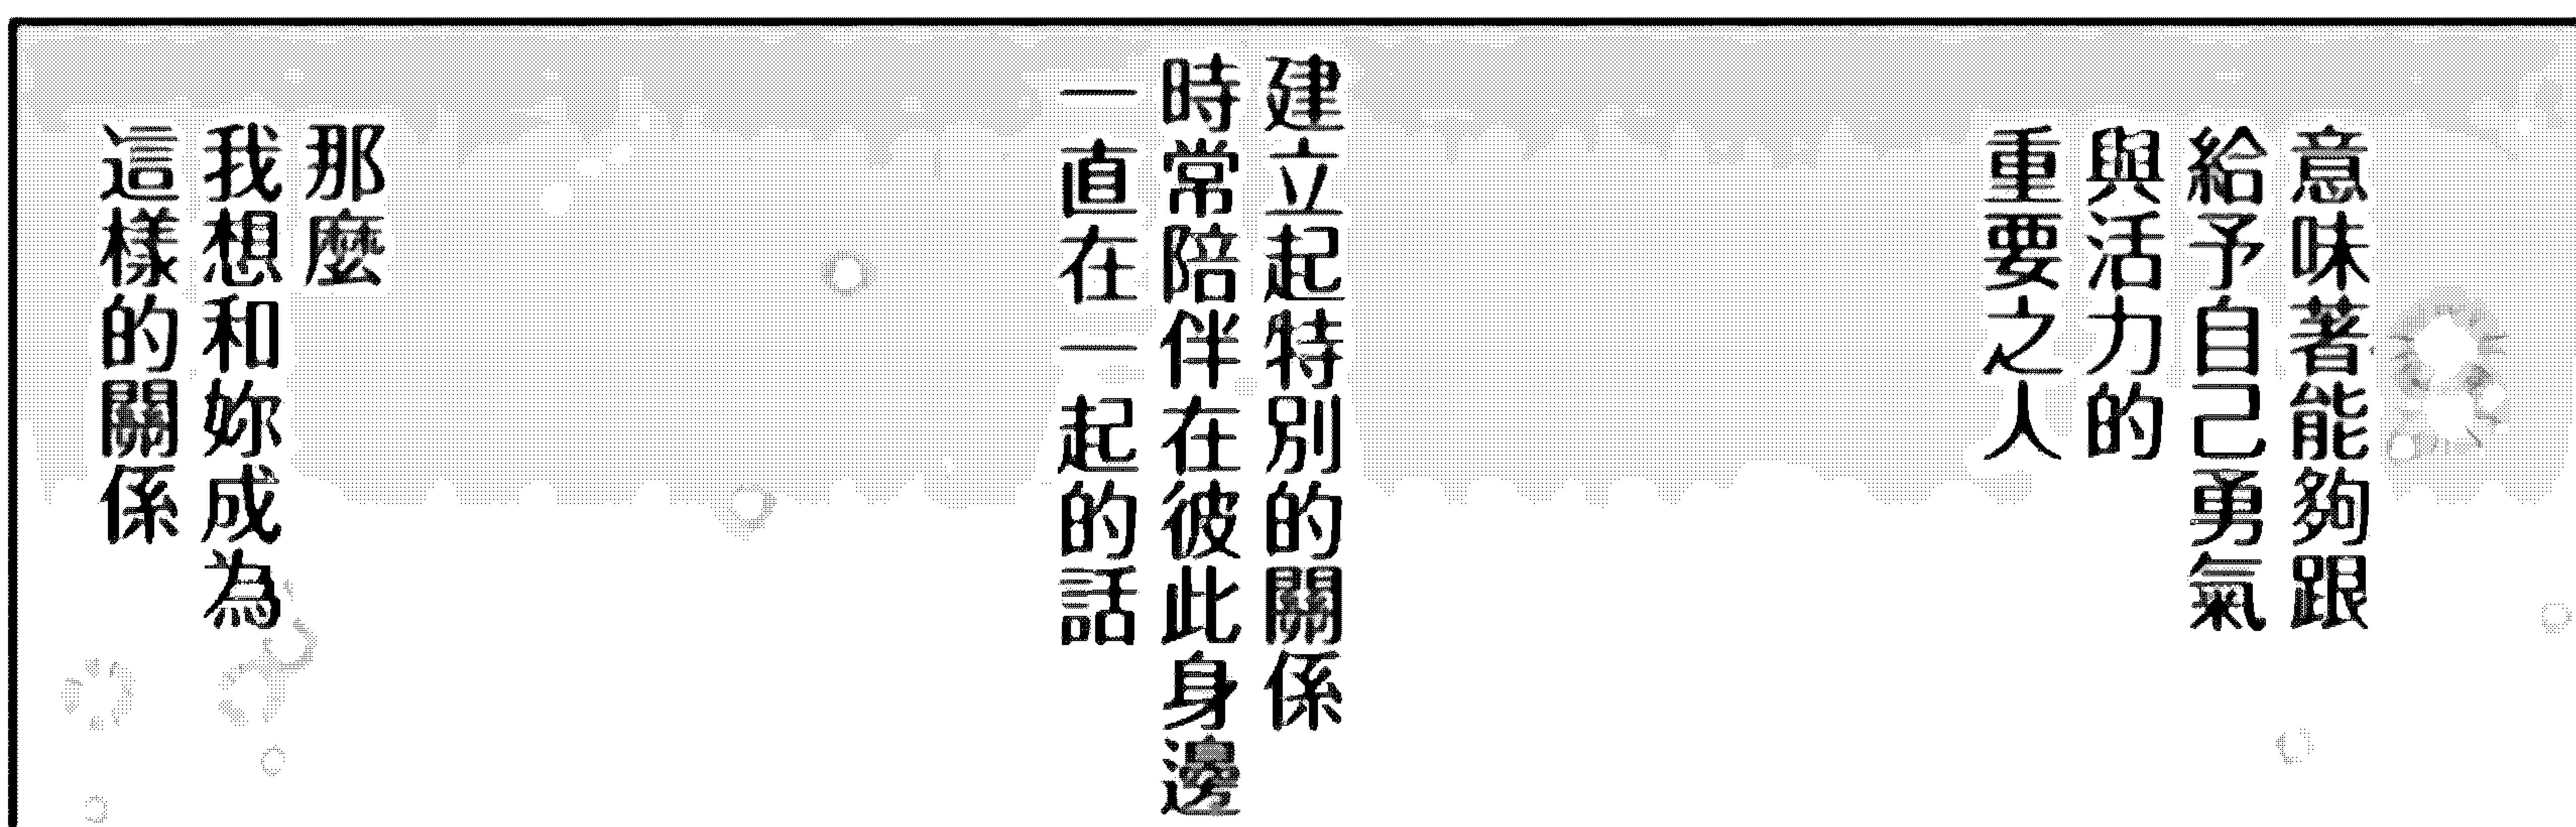 意味著能夠跟
給予自己勇氣
與活力的
重要之人
建立起特別的關係
時常陪伴在彼此身邊
一直在一起的話
那麼
我想和妳成為
這樣的關係